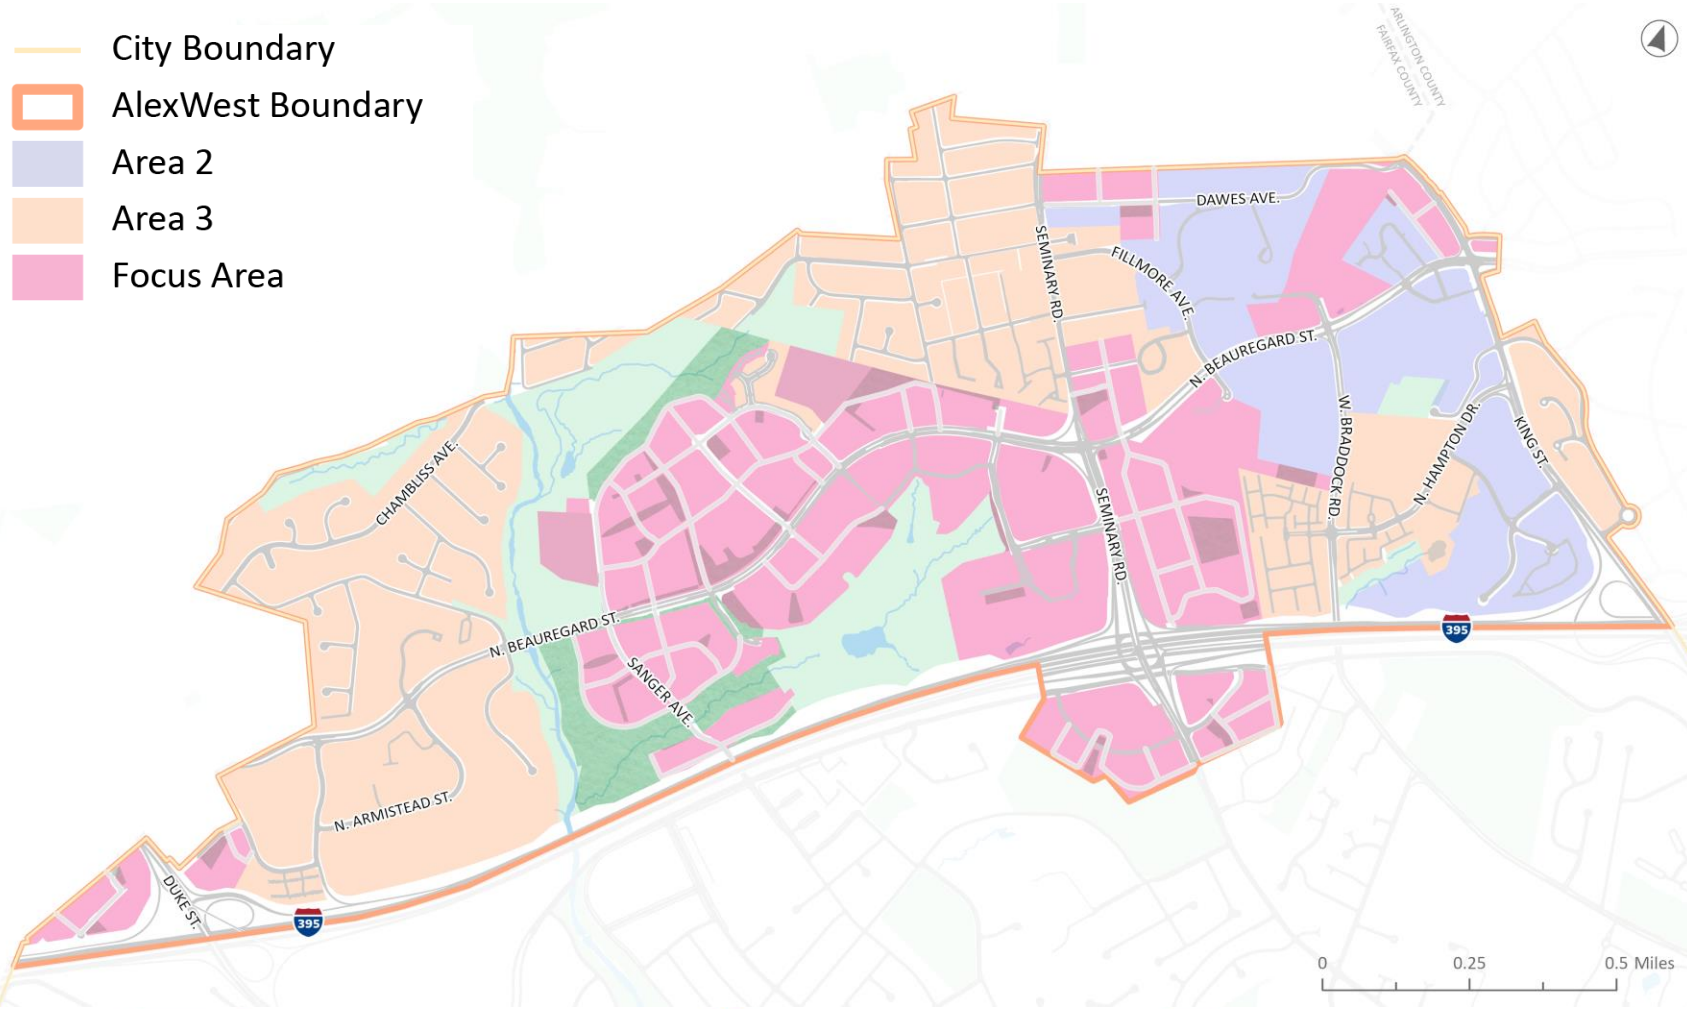 City Boundary
AlexWest Boundary
Area 2
Area 3
Focus Area
ARLINGTON COUNTY
FAIRFAX COUNTY
DAWES AVE.
SEMINARY RD.
FILLMORE AVE.
N. BEAUREGARD ST.
W. BRADDOCK RD.
N. HAMPTON DR.
KING ST.
CHAMBLISS AVE.
SEMINARY RD.
N. BEAUREGARD ST.
SANGER AVE.
395
N. ARMISTEAD ST.
DUKE ST.
395
0 0.25 0.5 Miles